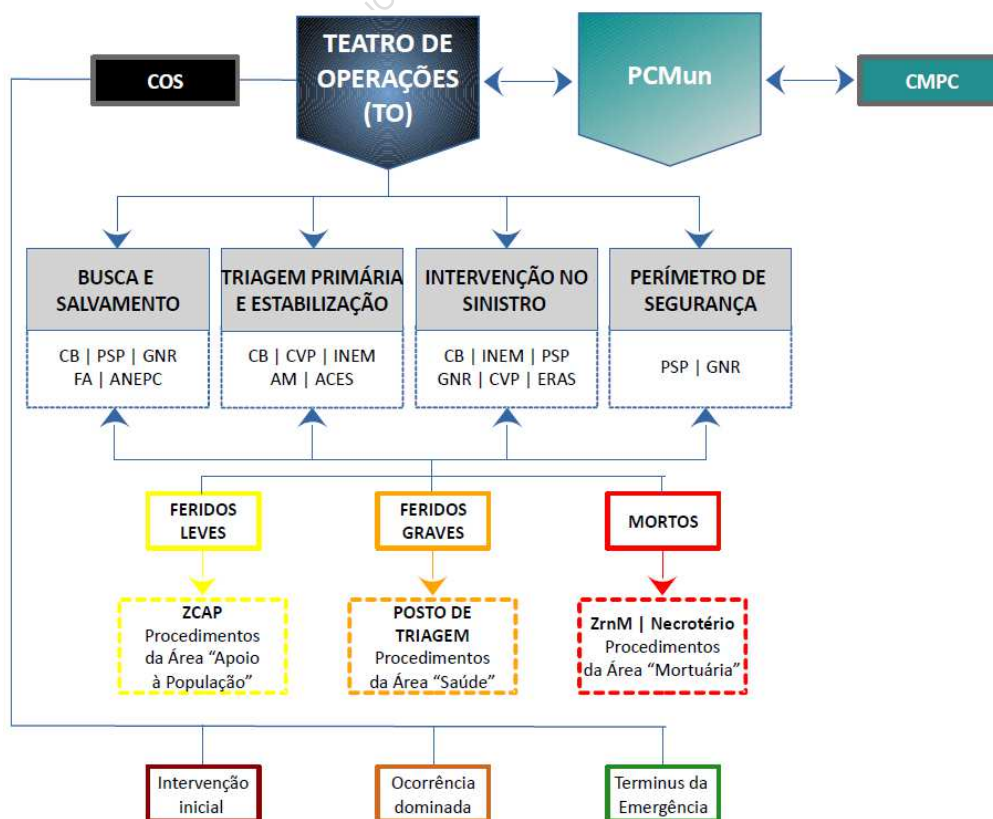 TEATRO DE
OPERAÇÕES
(TO)
COS
PCMun
CMPC
BUSCA E
SALVAMENTO
CB | PSP | GNR
FA | ANEPC
TRIAGEM PRIMÁRIA
E ESTABILIZAÇÃO
CB | CVP | INEM
AM | ACES
INTERVENÇÃO NO
SINISTRO
CB | INEM | PSP
GNR | CVP | ERAS
PERÍMETRO DE
SEGURANÇA
PSP | GNR
FERIDOS
LEVES
FERIDOS
GRAVES
MORTOS
ZCAP
Procedimentos
da Área “Apoio
à População”
POSTO DE
TRIAGEM
Procedimentos
da Área “Saúde”
ZrnM | Necrotério
Procedimentos
da Área “Mortuária”
Intervenção
inicial
Ocorrência
dominada
Terminus da
Emergência